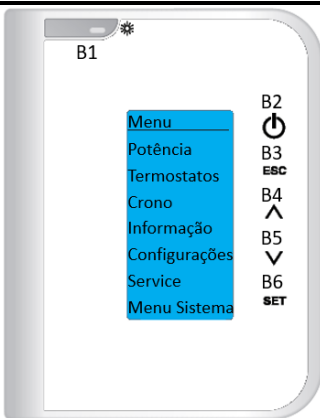 B1
B2
Menu
Potência
B3
ESC
Termostatos
B4
Crono
Informação
B5
Configurações
Service
B6
SET
Menu Sistema